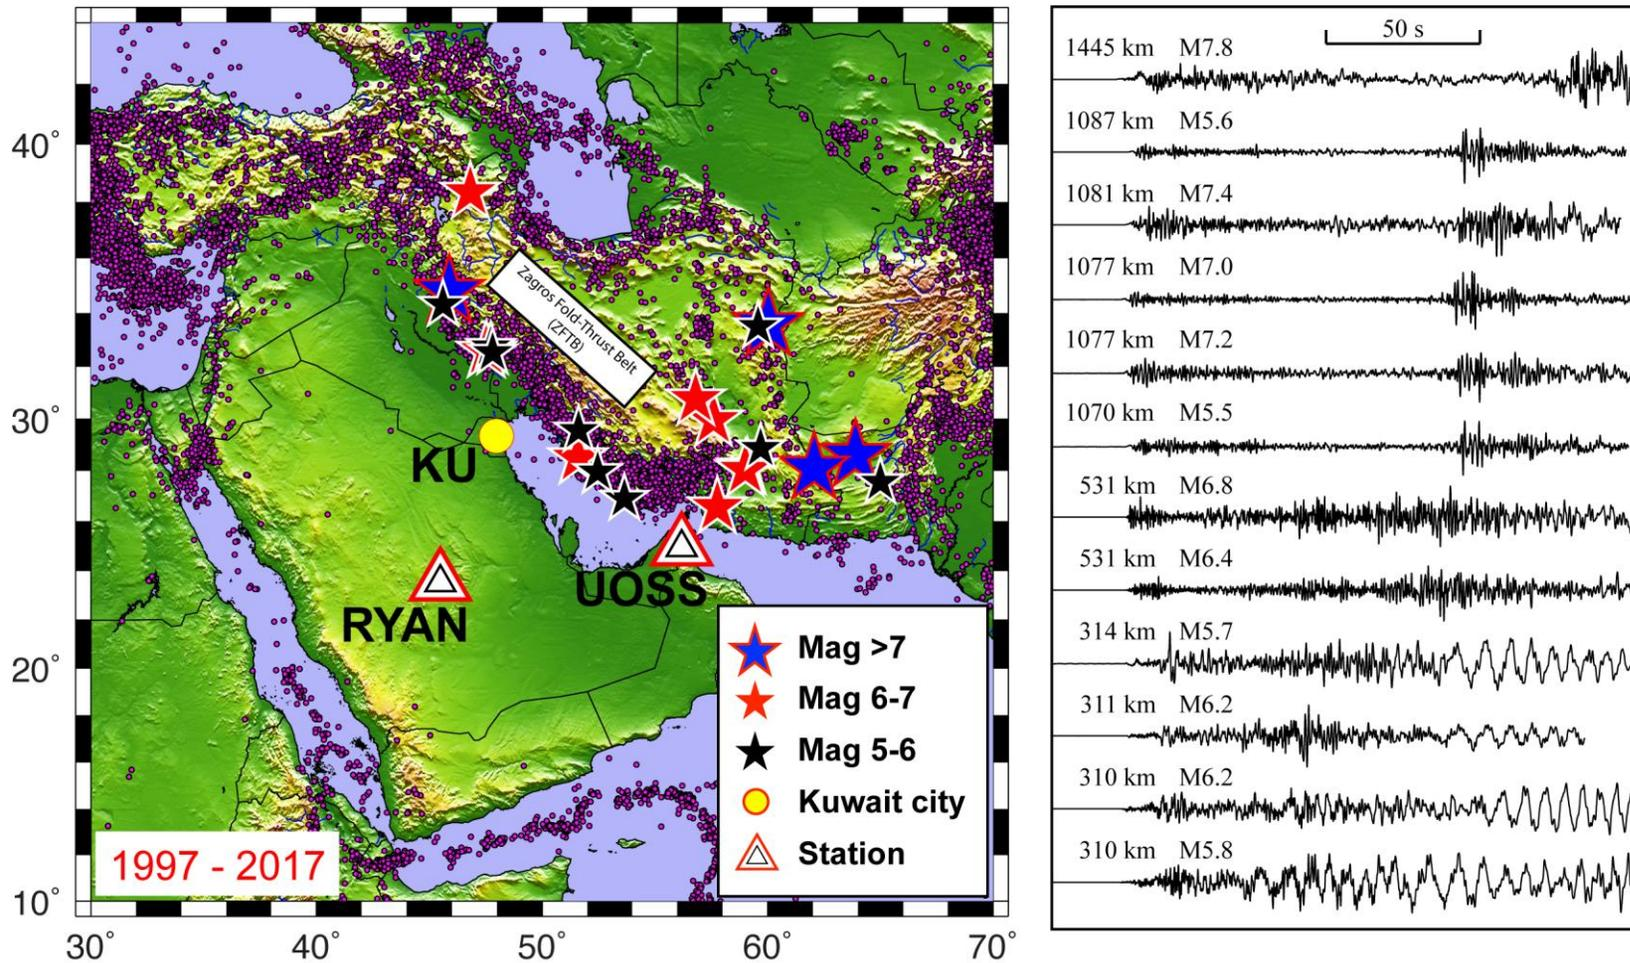 40°
30°
20°
10°
30°
40°
50°
60°
70°
Zagros Fold-Thrust Belt
(ZFTB)
KU
RYAN
UOSS
Mag >7
Mag 6-7
Mag 5-6
Kuwait city
Station
1997 - 2017
50 s
1445 km M7.8
1087 km M5.6
1081 km M7.4
1077 km M7.0
1077 km M7.2
1070 km M5.5
531 km M6.8
531 km M6.4
314 km M5.7
311 km M6.2
310 km M6.2
310 km M5.8